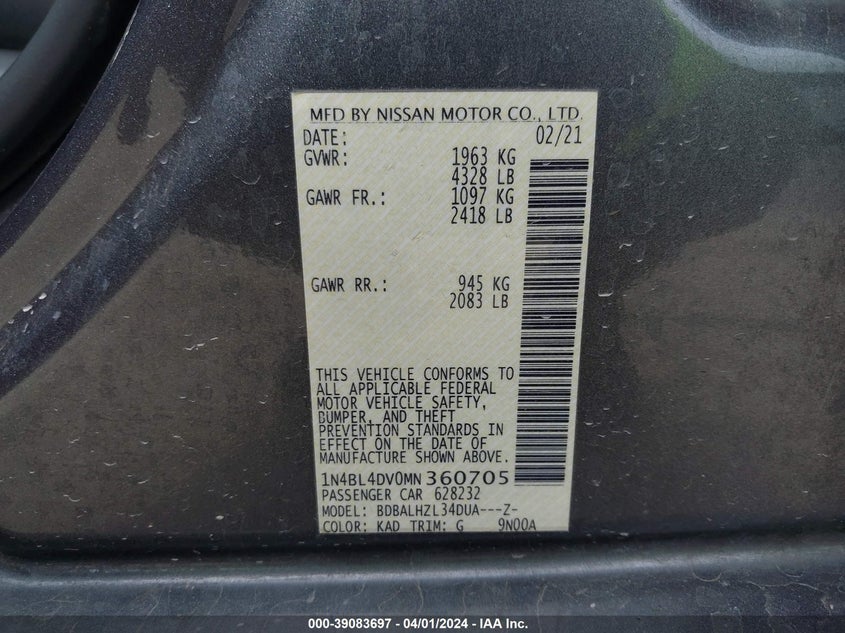 MFD BY NISSAN MOTOR CO., LTD.
DATE: 02/21
GVWR: 1963 KG
4328 LB
GAWR FR.: 1097 KG
2418 LB
GAWR RR.: 945 KG
2083 LB
THIS VEHICLE CONFORMS TO
ALL APPLICABLE FEDERAL
MOTOR VEHICLE SAFETY,
BUMPER, AND THEFT
PREVENTION STANDARDS IN
EFFECT ON THE DATE OF
MANUFACTURE SHOWN ABOVE.
1N4BL4DV0MN360705
PASSENGER CAR 628232
MODEL: BDBALHZL34DUA---Z-
COLOR: KAD TRIM: G 9N00A
000-39083697 - 04/01/2024 - IAA Inc.